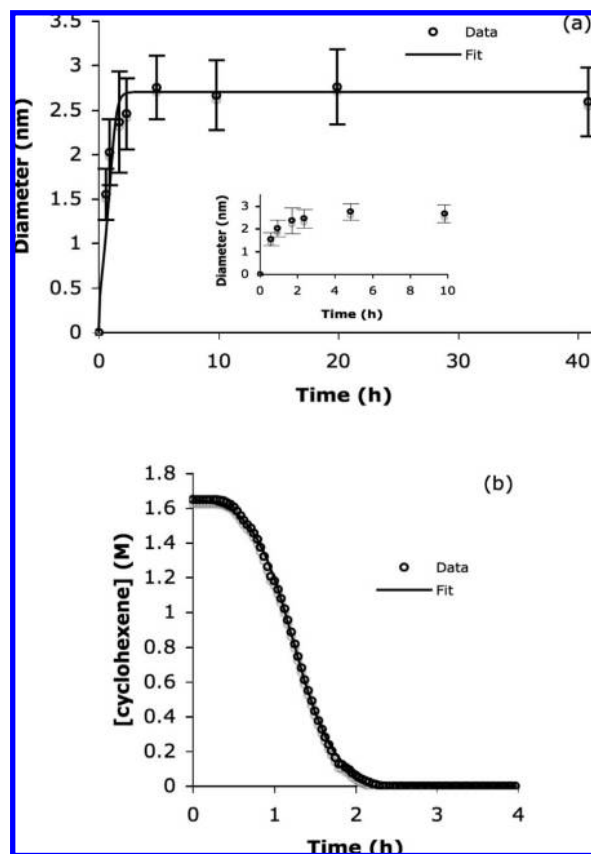 (a)
Data
Fit
3.5
3
2.5
2
1.5
1
0.5
0
Diameter (nm)
3
2
1
0
Diameter (nm)
0 2 4 6 8 10
Time (h)
0 10 20 30 40
Time (h)
(b)
Data
Fit
1.8
1.6
1.4
1.2
1
0.8
0.6
0.4
0.2
0
[cyclohexene] (M)
0 1 2 3 4
Time (h)